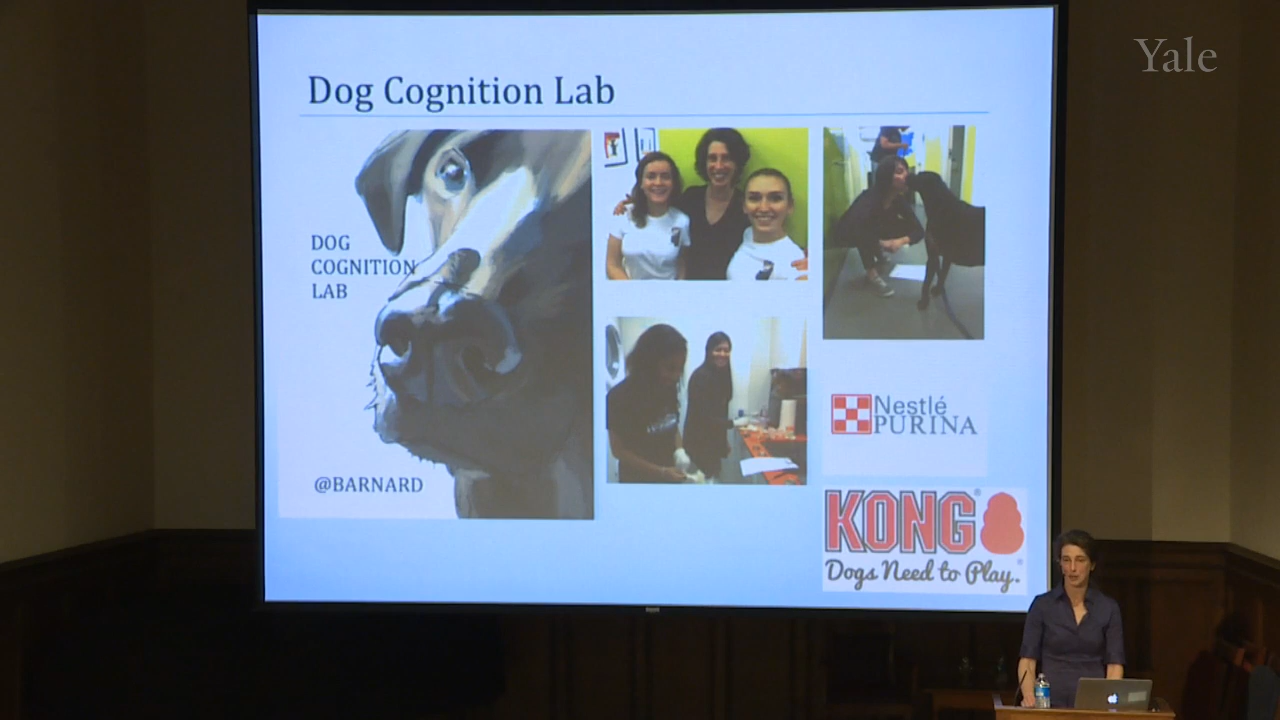 Yale
Dog Cognition Lab
DOG
COGNITION
LAB
@BARNARD
Nestlé
PURINA
KONG®
Dogs Need to Play.®